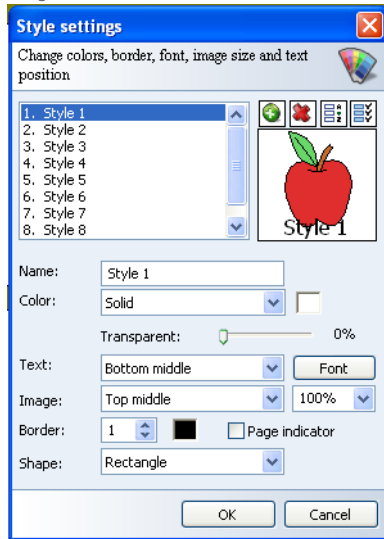 Style settings
Change colors, border, font, image size and text
position
1. Style 1
2. Style 2
3. Style 3
4. Style 4
5. Style 5
6. Style 6
7. Style 7
8. Style 8
Style 1
Name: Style 1
Color: Solid
Transparent: 0%
Text: Bottom middle Font
Image: Top middle 100%
Border: 1 Page indicator
Shape: Rectangle
OK Cancel